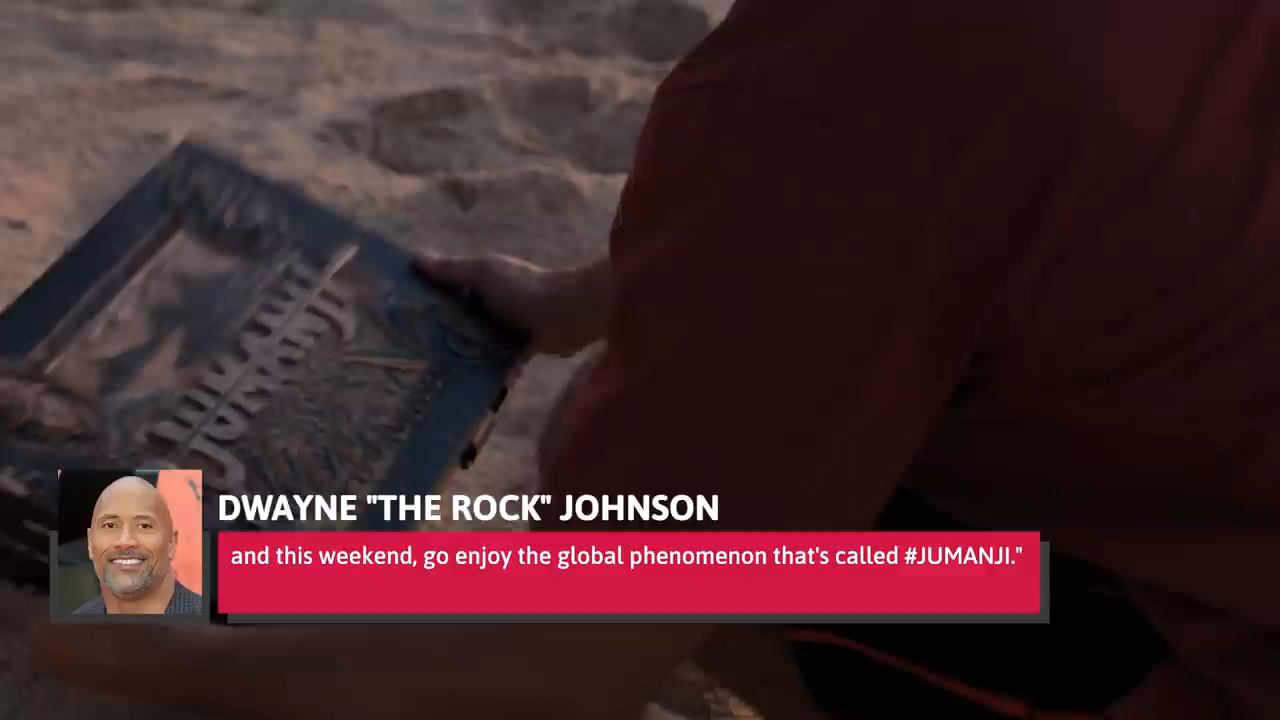 JUMANJI
DWAYNE "THE ROCK" JOHNSON
and this weekend, go enjoy the global phenomenon that's called #JUMANJI."